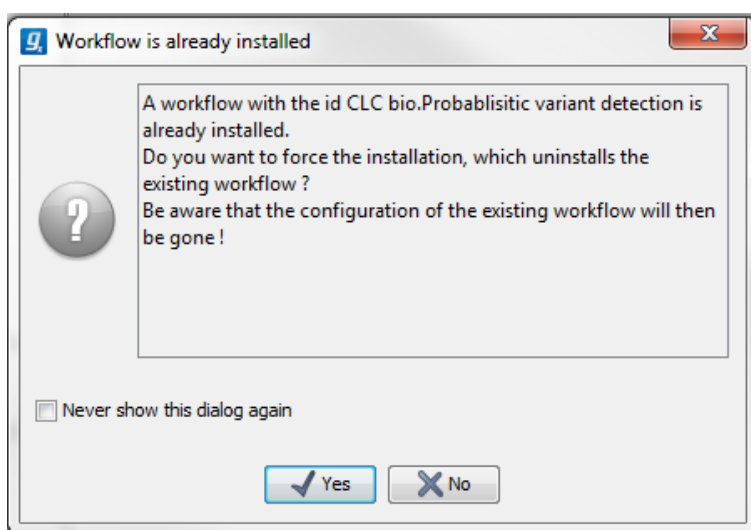 Workflow is already installed
A workflow with the id CLC bio.Probablisitic variant detection is
already installed.
Do you want to force the installation, which uninstalls the
existing workflow ?
Be aware that the configuration of the existing workflow will then
be gone !
Never show this dialog again
Yes
No